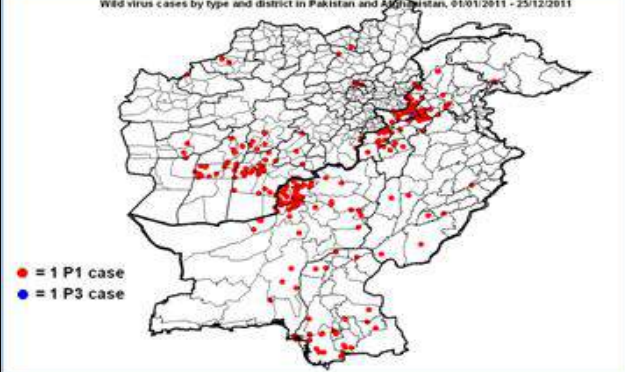 Wild virus cases by type and district in Pakistan and Afghanistan, 01/01/2011 - 25/12/2011
= 1 P1 case
= 1 P3 case